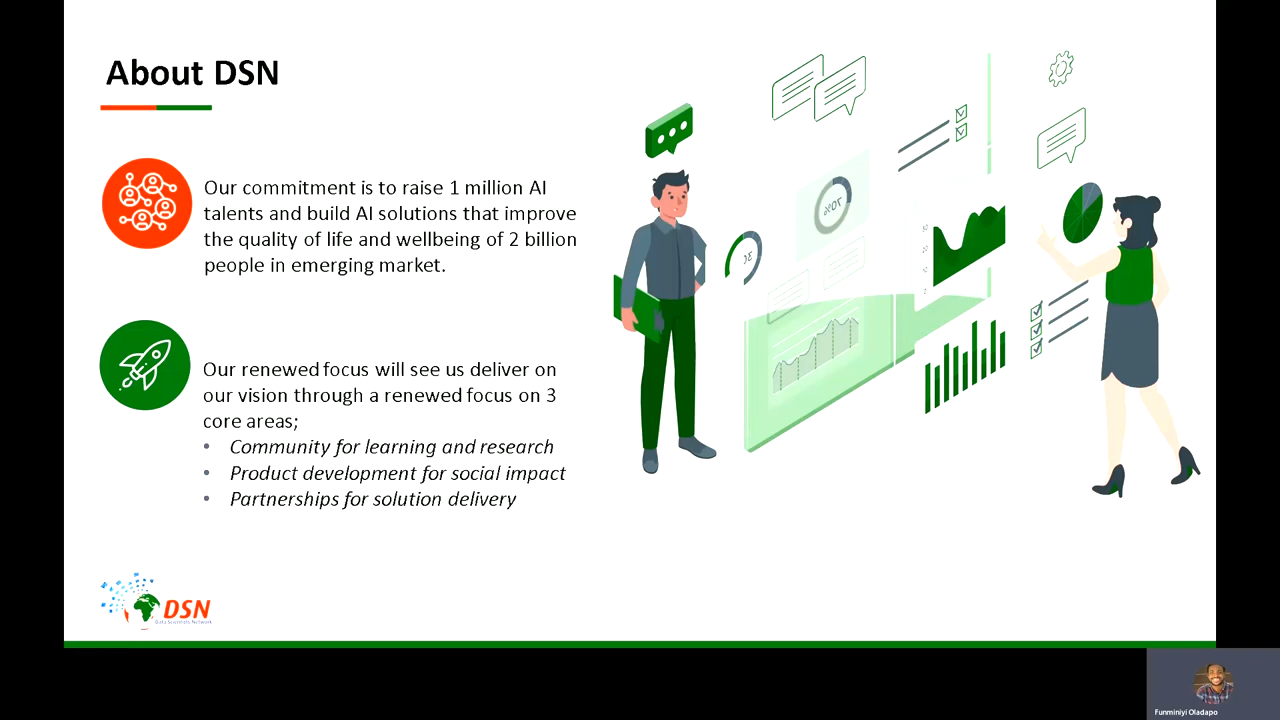 About DSN
Our commitment is to raise 1 million AI
talents and build AI solutions that improve
the quality of life and wellbeing of 2 billion
people in emerging market.
Our renewed focus will see us deliver on
our vision through a renewed focus on 3
core areas;
• Community for learning and research
• Product development for social impact
• Partnerships for solution delivery
70%
30
DSN
Data Scientists Network
Funminiyi Oladapo